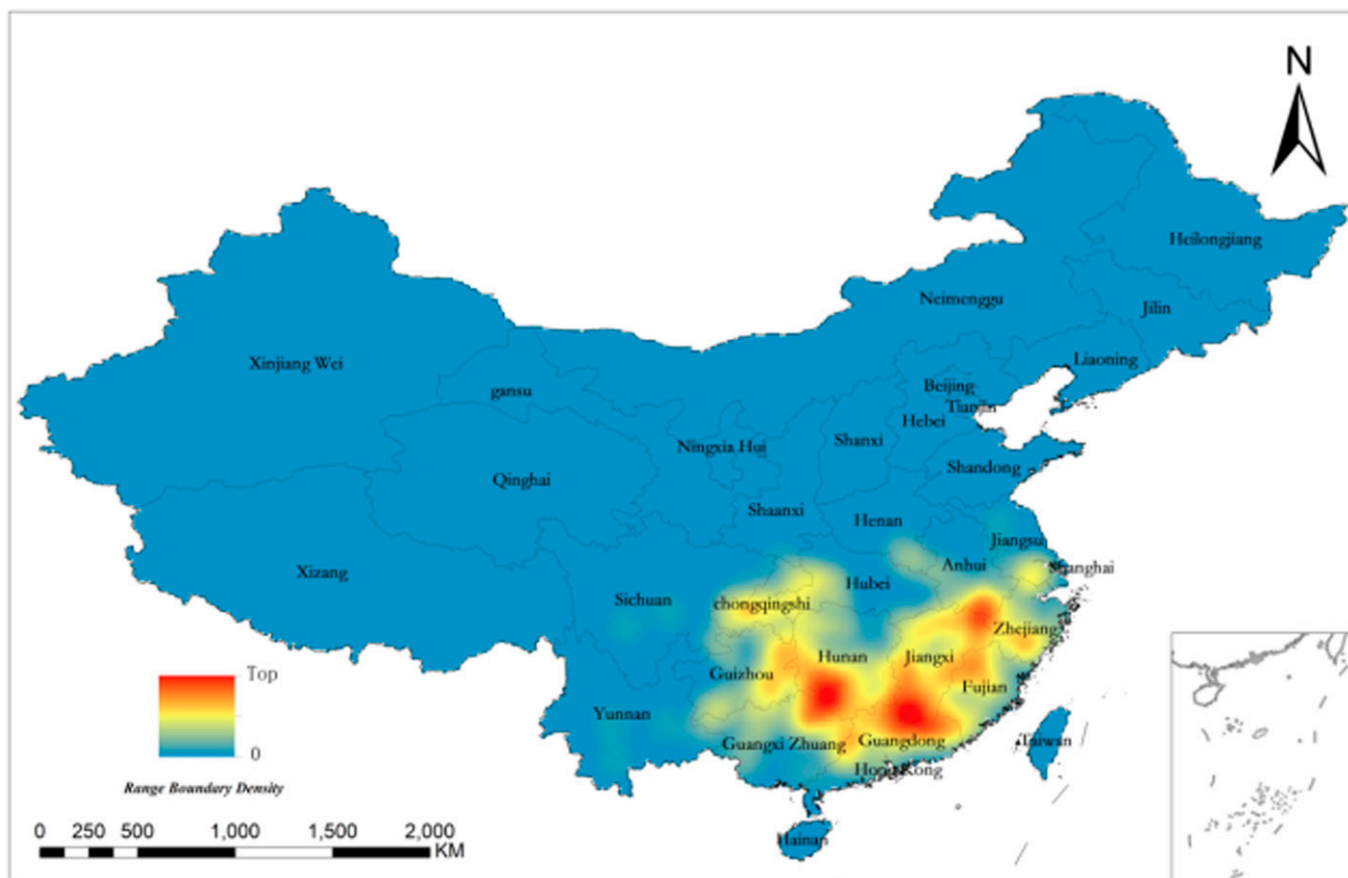 N
Heilongjiang
Neimenggu
Jilin
Xinjiang Wei
Liaoning
gansu
Beijing
Tianjin
Hebei
Ningxia Hui
Shanxi
Shandong
Qinghai
Shaanxi
Henan
Jiangsu
Xizang
Anhui
Shanghai
Hubei
Sichuan
chongqingshi
Zhejiang
Hunan
Jiangxi
Guizhou
Fujian
Yunnan
Guangxi Zhuang
Guangdong
Taiwan
Hong Kong
Hainan
Top
0
Range Boundary Density
0 250 500 1,000 1,500 2,000
KM